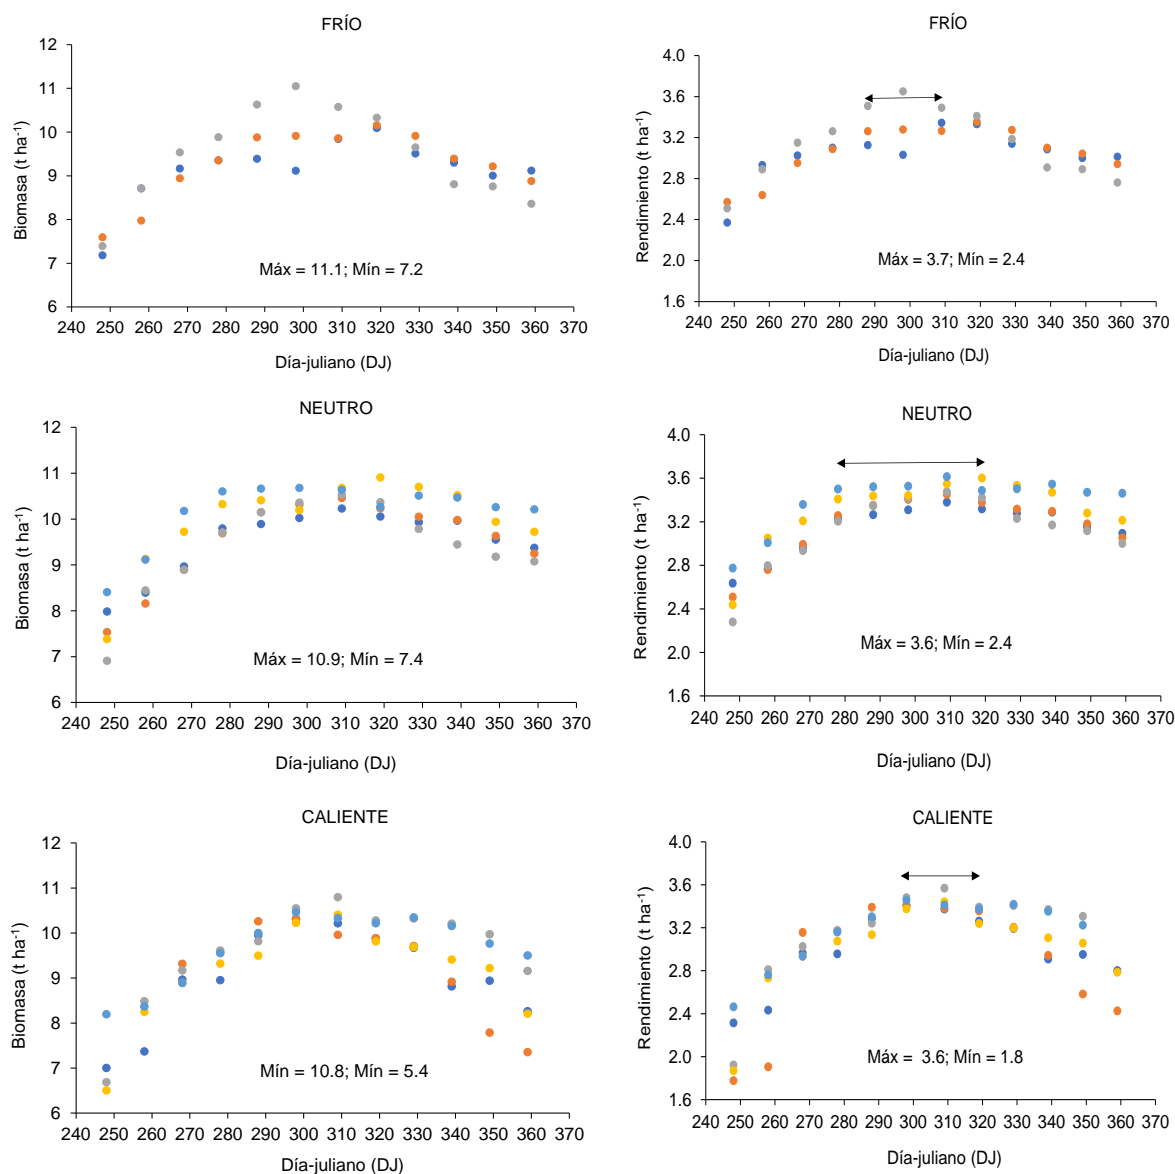 FRÍO
12
11
10
9
8
7
6
Biomasa (t ha-1)
Máx = 11.1; Mín = 7.2
240 250 260 270 280 290 300 310 320 330 340 350 360 370
Día-juliano (DJ)
FRÍO
4.0
3.6
3.2
2.8
2.4
2.0
1.6
Rendimiento (t ha-1)
Máx = 3.7; Mín = 2.4
240 250 260 270 280 290 300 310 320 330 340 350 360 370
Día-juliano (DJ)
NEUTRO
12
11
10
9
8
7
6
Biomasa (t ha-1)
Máx = 10.9; Mín = 7.4
240 250 260 270 280 290 300 310 320 330 340 350 360 370
Día-juliano (DJ)
NEUTRO
4.0
3.6
3.2
2.8
2.4
2.0
1.6
Rendimiento (t ha-1)
Máx = 3.6; Mín = 2.4
240 250 260 270 280 290 300 310 320 330 340 350 360 370
Día-juliano (DJ)
CALIENTE
12
11
10
9
8
7
6
Biomasa (t ha-1)
Mín = 10.8; Mín = 5.4
240 250 260 270 280 290 300 310 320 330 340 350 360 370
Día-juliano (DJ)
CALIENTE
4.0
3.6
3.2
2.8
2.4
2.0
1.6
Rendimiento (t ha-1)
Máx = 3.6; Mín = 1.8
240 250 260 270 280 290 300 310 320 330 340 350 360 370
Día-juliano (DJ)